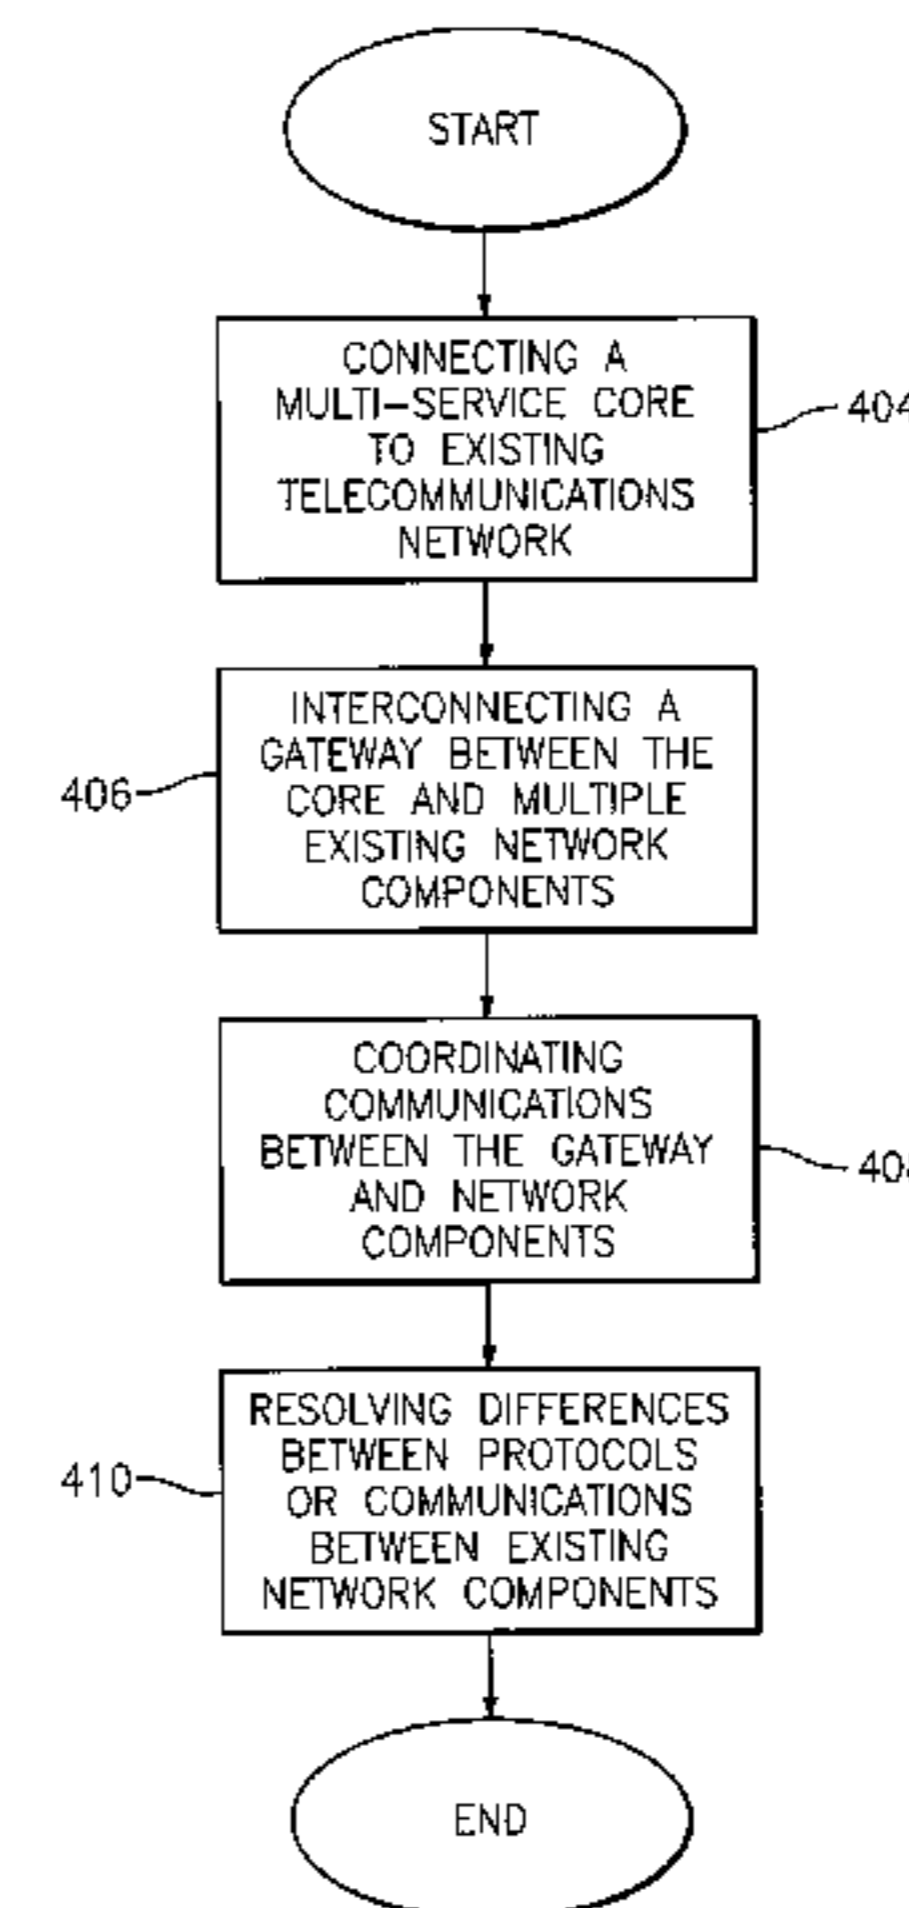 START
CONNECTING A
MULTI-SERVICE CORE
TO EXISTING
TELECOMMUNICATIONS
NETWORK
404
INTERCONNECTING A
GATEWAY BETWEEN THE
CORE AND MULTIPLE
EXISTING NETWORK
COMPONENTS
406
COORDINATING
COMMUNICATIONS
BETWEEN THE GATEWAY
AND NETWORK
COMPONENTS
RESOLVING DIFFERENCES
BETWEEN PROTOCOLS
OR COMMUNICATIONS
BETWEEN EXISTING
NETWORK COMPONENTS
410
END